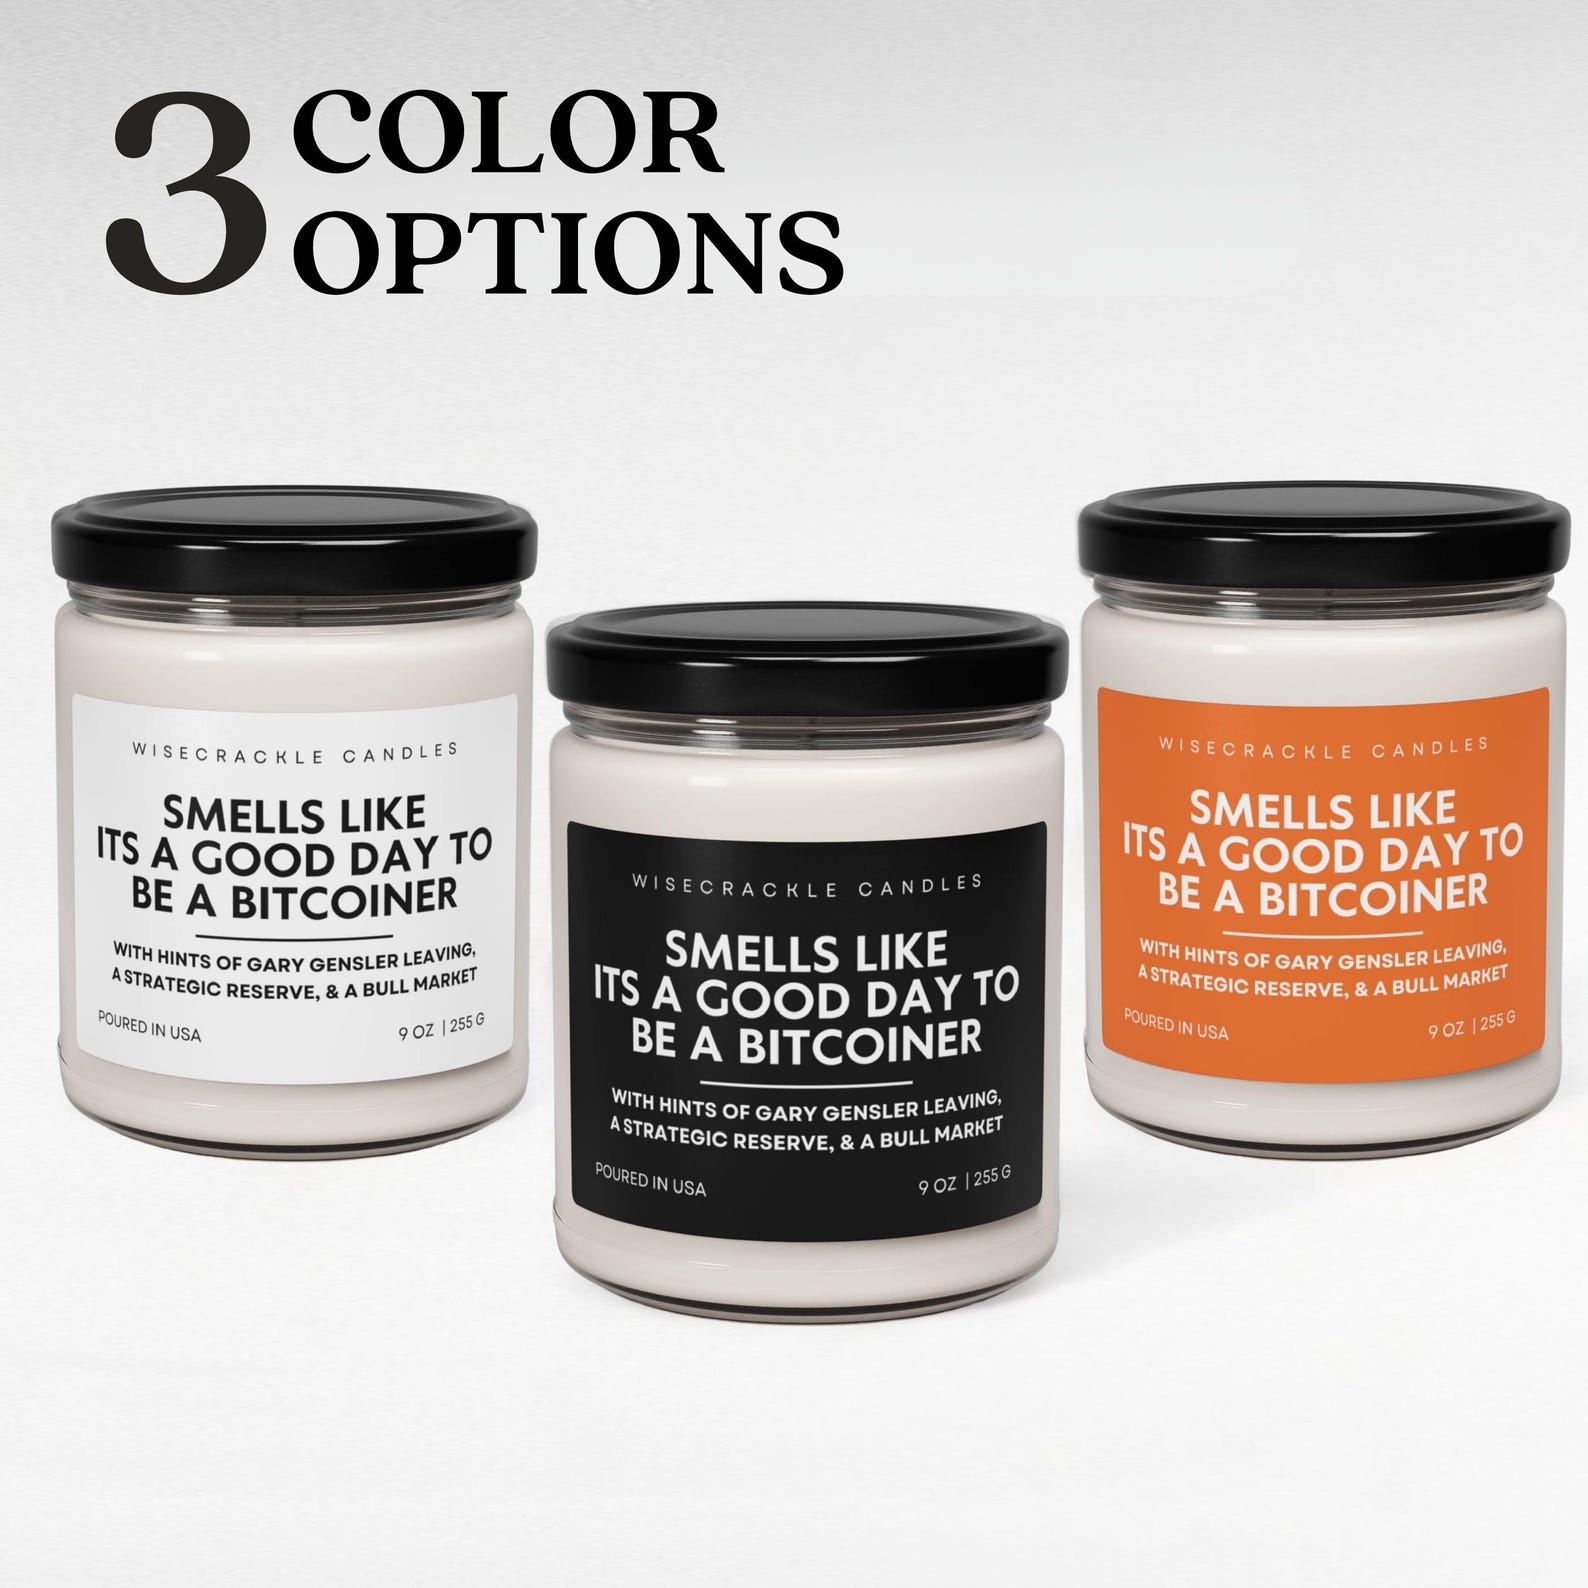 3 COLOR
OPTIONS
WISECRACKLE CANDLES
SMELLS LIKE
ITS A GOOD DAY TO
BE A BITCOINER
WITH HINTS OF GARY GENSLER LEAVING,
A STRATEGIC RESERVE, & A BULL MARKET
POURED IN USA 9 OZ | 255 G
WISECRACKLE CANDLES
SMELLS LIKE
ITS A GOOD DAY TO
BE A BITCOINER
WITH HINTS OF GARY GENSLER LEAVING,
A STRATEGIC RESERVE, & A BULL MARKET
POURED IN USA 9 OZ | 255 G
WISECRACKLE CANDLES
SMELLS LIKE
ITS A GOOD DAY TO
BE A BITCOINER
WITH HINTS OF GARY GENSLER LEAVING,
A STRATEGIC RESERVE, & A BULL MARKET
POURED IN USA 9 OZ | 255 G